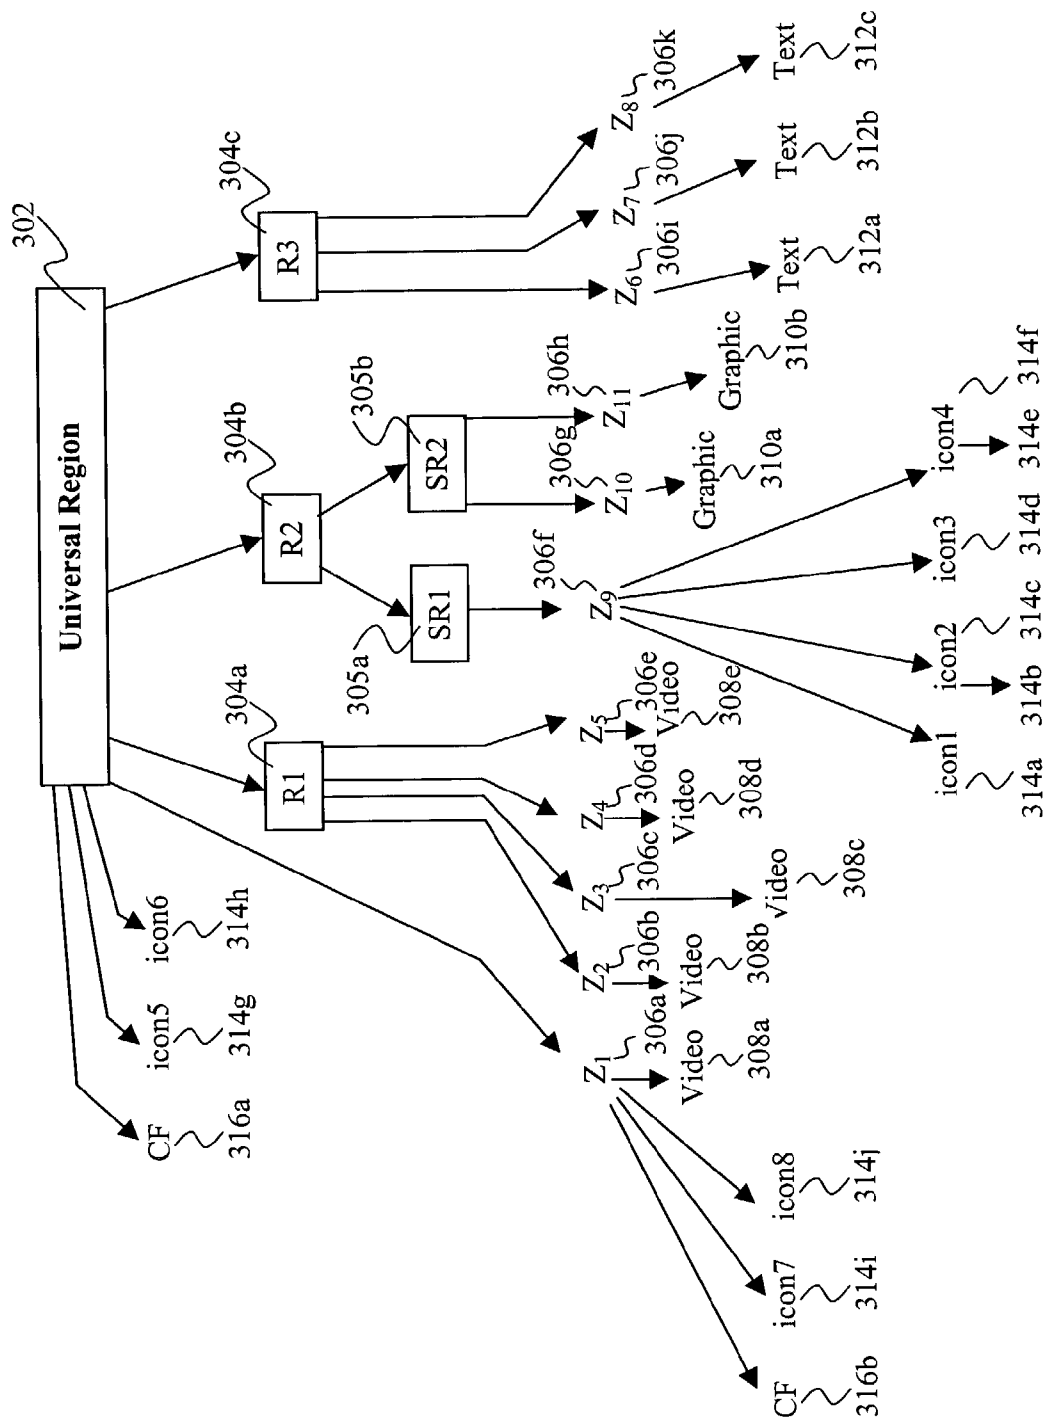 302
Universal Region
CF
316a
icon5
314g
icon6
314h
304a
R1
304b
R2
304c
R3
305a
SR1
305b
SR2
Z1
306a
Z2
306b
Z3
306c
Z4
306d
Z5
306e
306f
Z9
306g
Z10
306h
Z11
Z6
306i
Z7
306j
Z8
306k
Video
308a
Video
308b
Video
308c
Video
308d
Video
308e
Graphic
310a
Graphic
310b
Text
312a
Text
312b
Text
312c
CF
316b
icon7
314i
icon8
314j
icon1
314a
icon2
314b
314c
icon3
314d
icon4
314e
314f